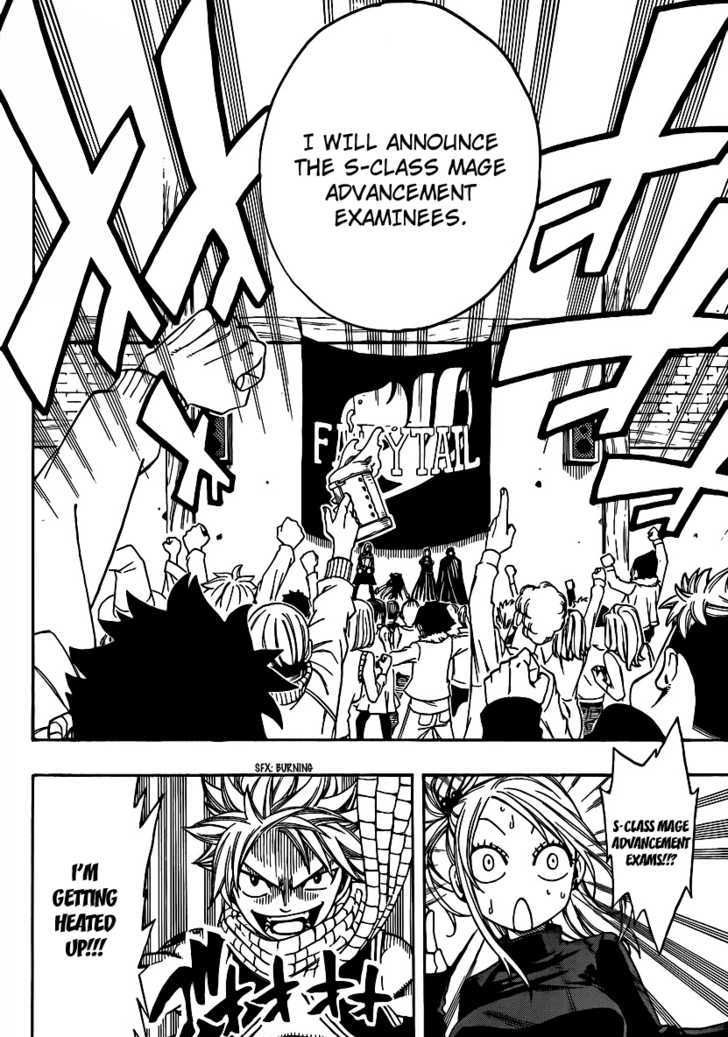 I WILL ANNOUNCE
THE S-CLASS MAGE
ADVANCEMENT
EXAMINEES.
FAIRY TAIL
SFX: BURNING
S-CLASS MAGE
ADVANCEMENT
EXAMS!!?
I'M
GETTING
HEATED
UP!!!